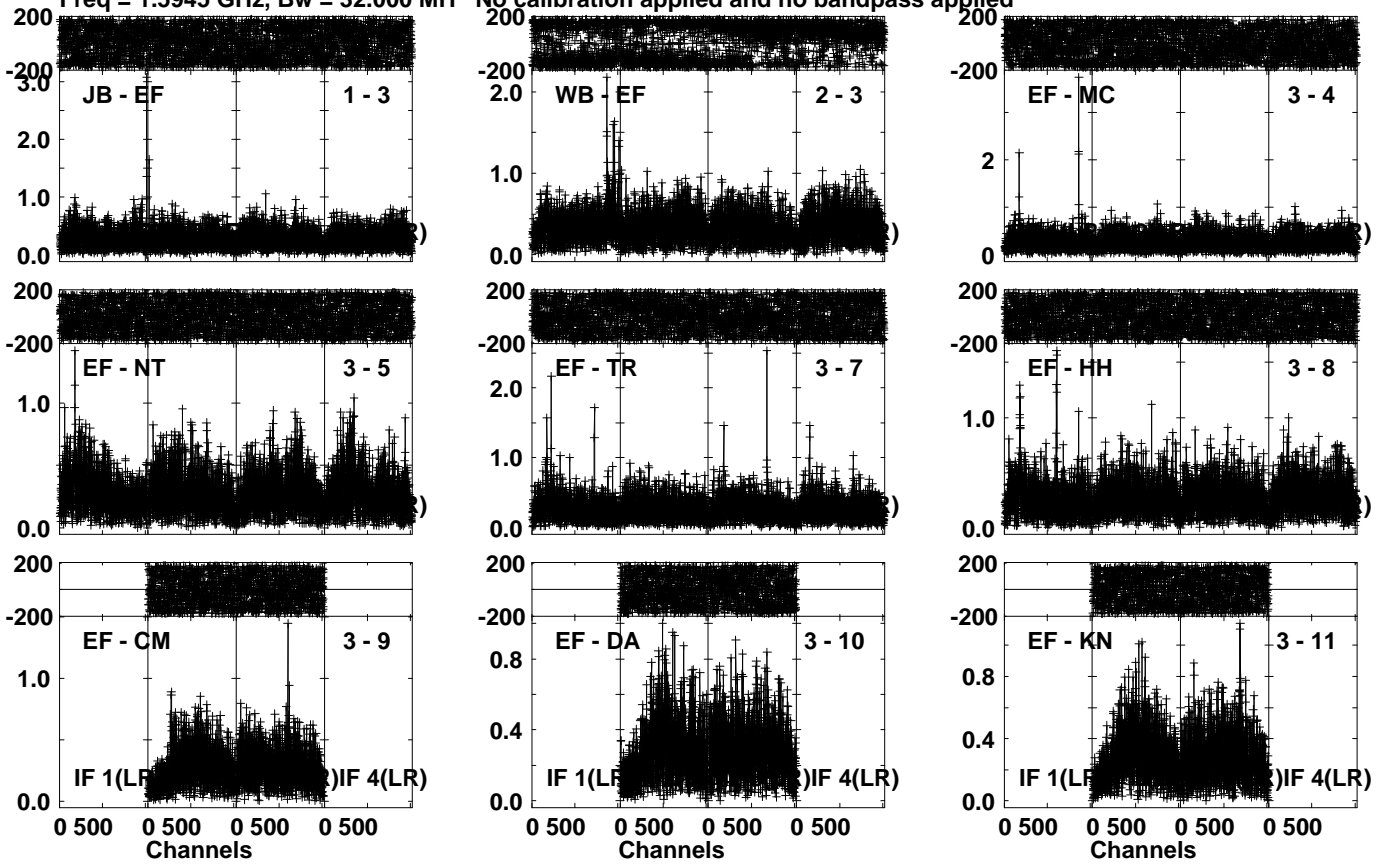 Freq = 1.5945 GHz, Bw = 32.000 MH No calibration applied and no bandpass applied
200 200 200
-200 -200 -200
3.0 JB - EF 1 - 3 2.0 WB - EF 2 - 3 EF - MC 3 - 4
2.0 1.0 2
1.0
0.0 R) 0.0 R) 0 R)
200 200 200
-200 -200 -200
EF - NT 3 - 5 EF - TR 3 - 7 EF - HH 3 - 8
1.0 2.0 1.0
1.0
0.0 R) 0.0 R) 0.0 R)
200 200 200
-200 -200 -200
EF - CM 3 - 9 EF - DA 3 - 10 EF - KN 3 - 11
1.0 0.8 0.8
0.4 0.4
IF 1(LR )IF 4(LR) IF 1(LR )IF 4(LR) IF 1(LR )IF 4(LR)
0.0 0.0 0.0
0 500 0 500 0 500 0 500 0 500 0 500 0 500 0 500 0 500 0 500 0 500 0 500
Channels Channels Channels